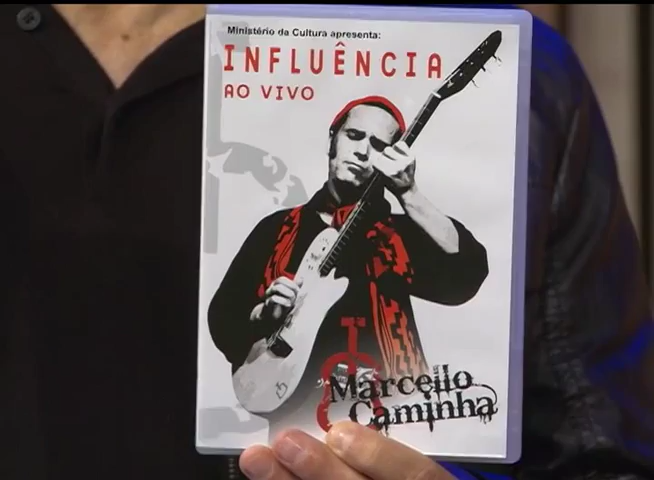 Ministério da Cultura apresenta:
INFLUÊNCIA
AO VIVO
Marcello
Caminha